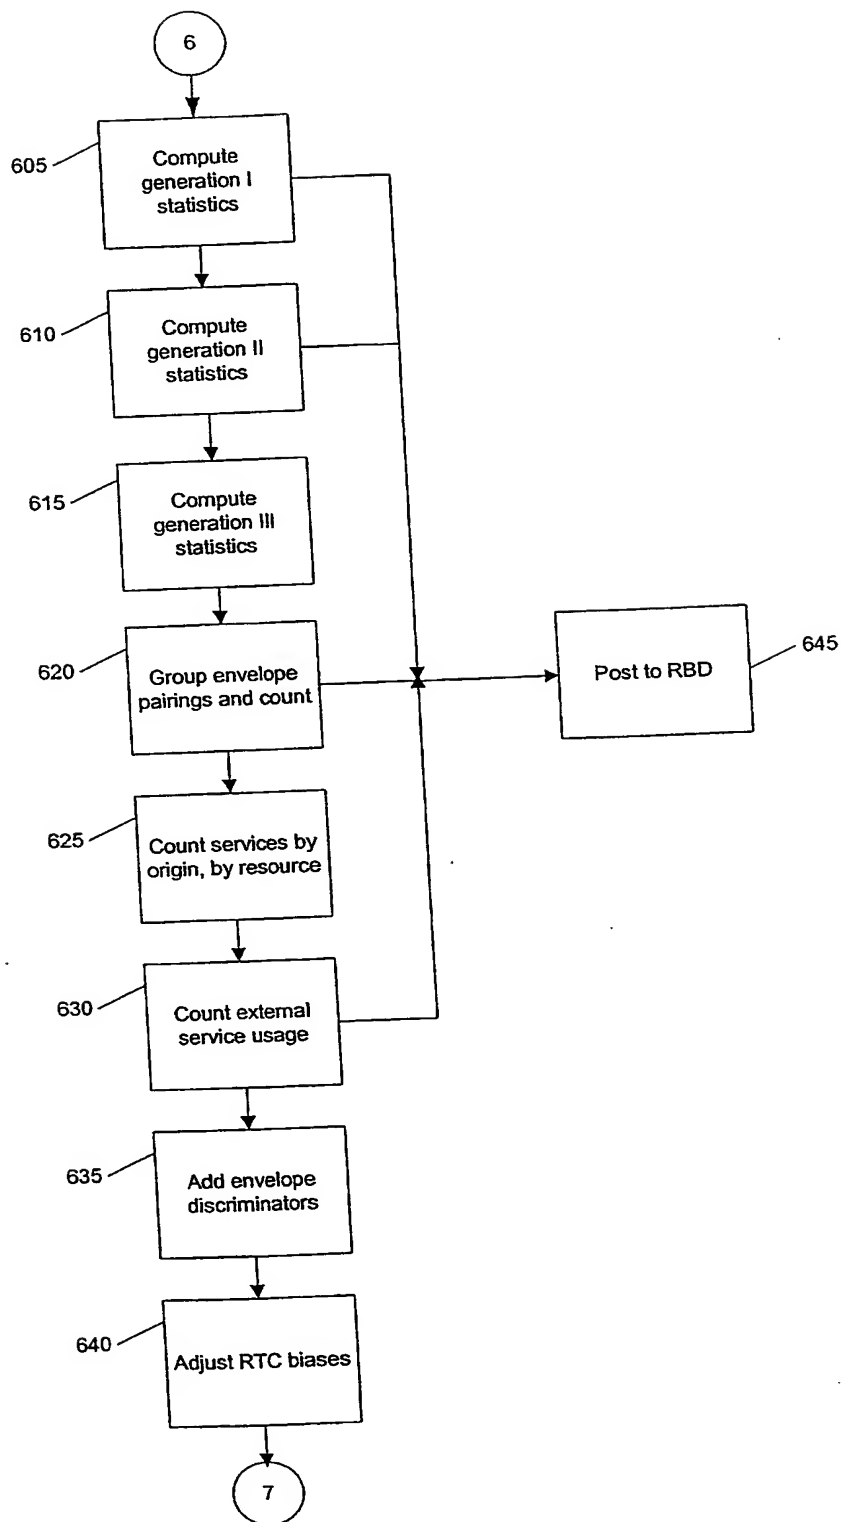 6
605
Compute
generation I
statistics
610
Compute
generation II
statistics
615
Compute
generation III
statistics
620
Group envelope
pairings and count
Post to RBD
645
625
Count services by
origin, by resource
630
Count external
service usage
635
Add envelope
discriminators
640
Adjust RTC biases
7